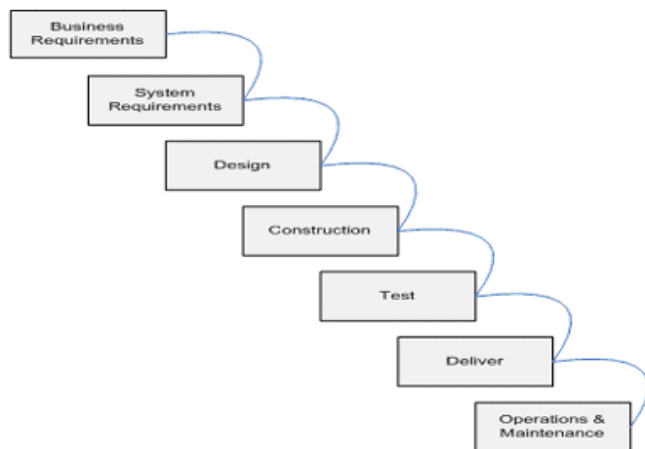 Business
Requirements
System
Requirements
Design
Construction
Test
Deliver
Operations &
Maintenance